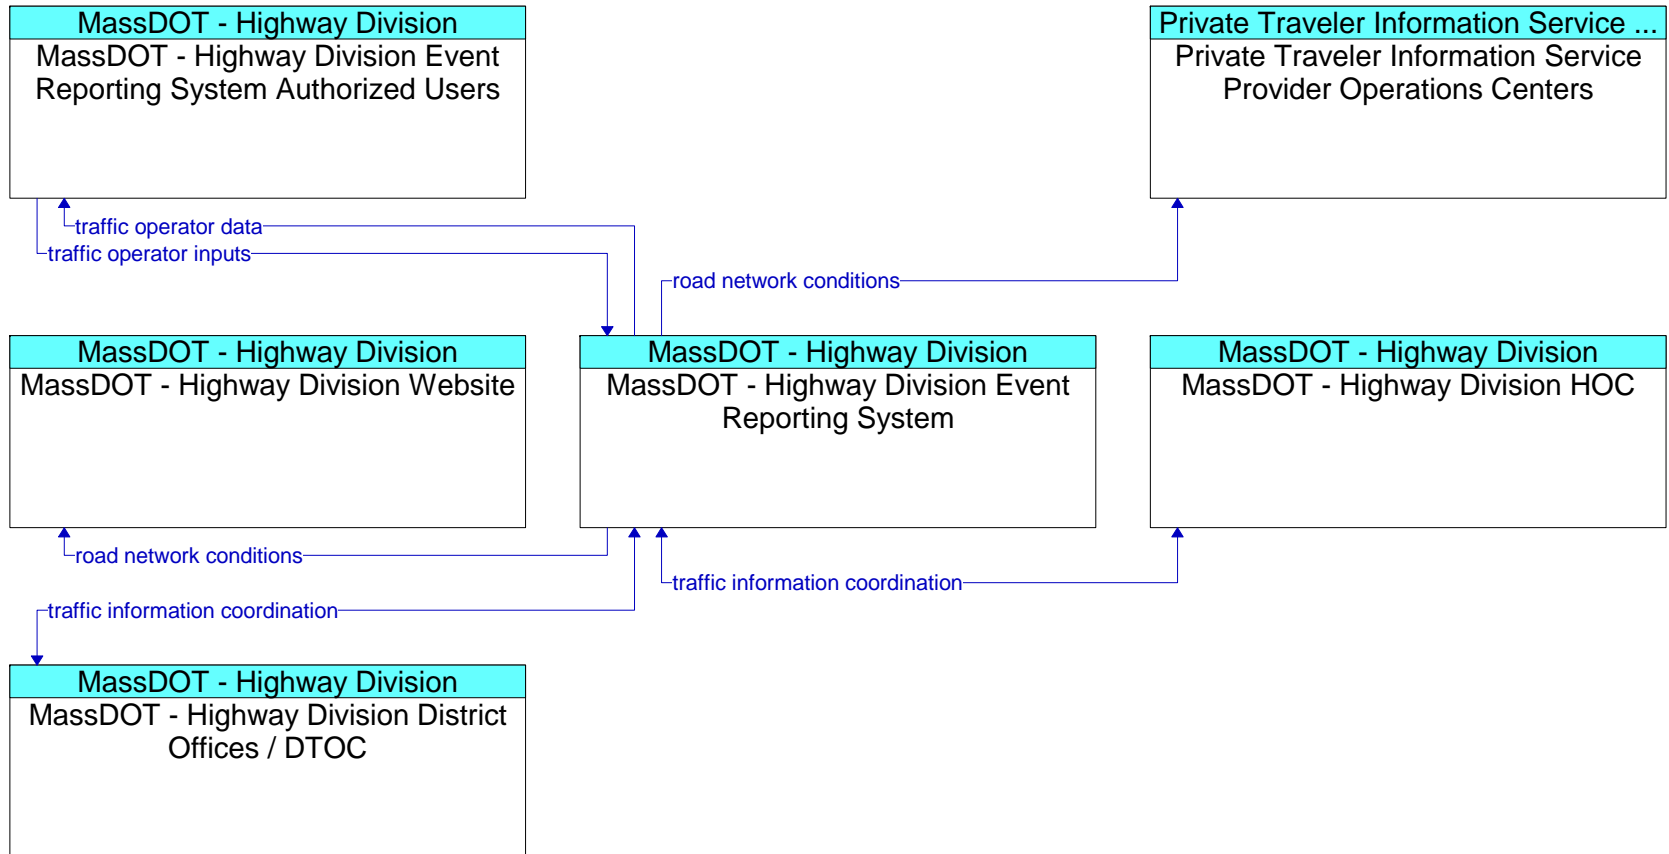 MassDOT - Highway Division
MassDOT - Highway Division Event
Reporting System Authorized Users
Private Traveler Information Service ...
Private Traveler Information Service
Provider Operations Centers
traffic operator data
traffic operator inputs
road network conditions
MassDOT - Highway Division
MassDOT - Highway Division Website
MassDOT - Highway Division
MassDOT - Highway Division Event
Reporting System
MassDOT - Highway Division
MassDOT - Highway Division HOC
road network conditions
traffic information coordination
traffic information coordination
MassDOT - Highway Division
MassDOT - Highway Division District
Offices / DTOC